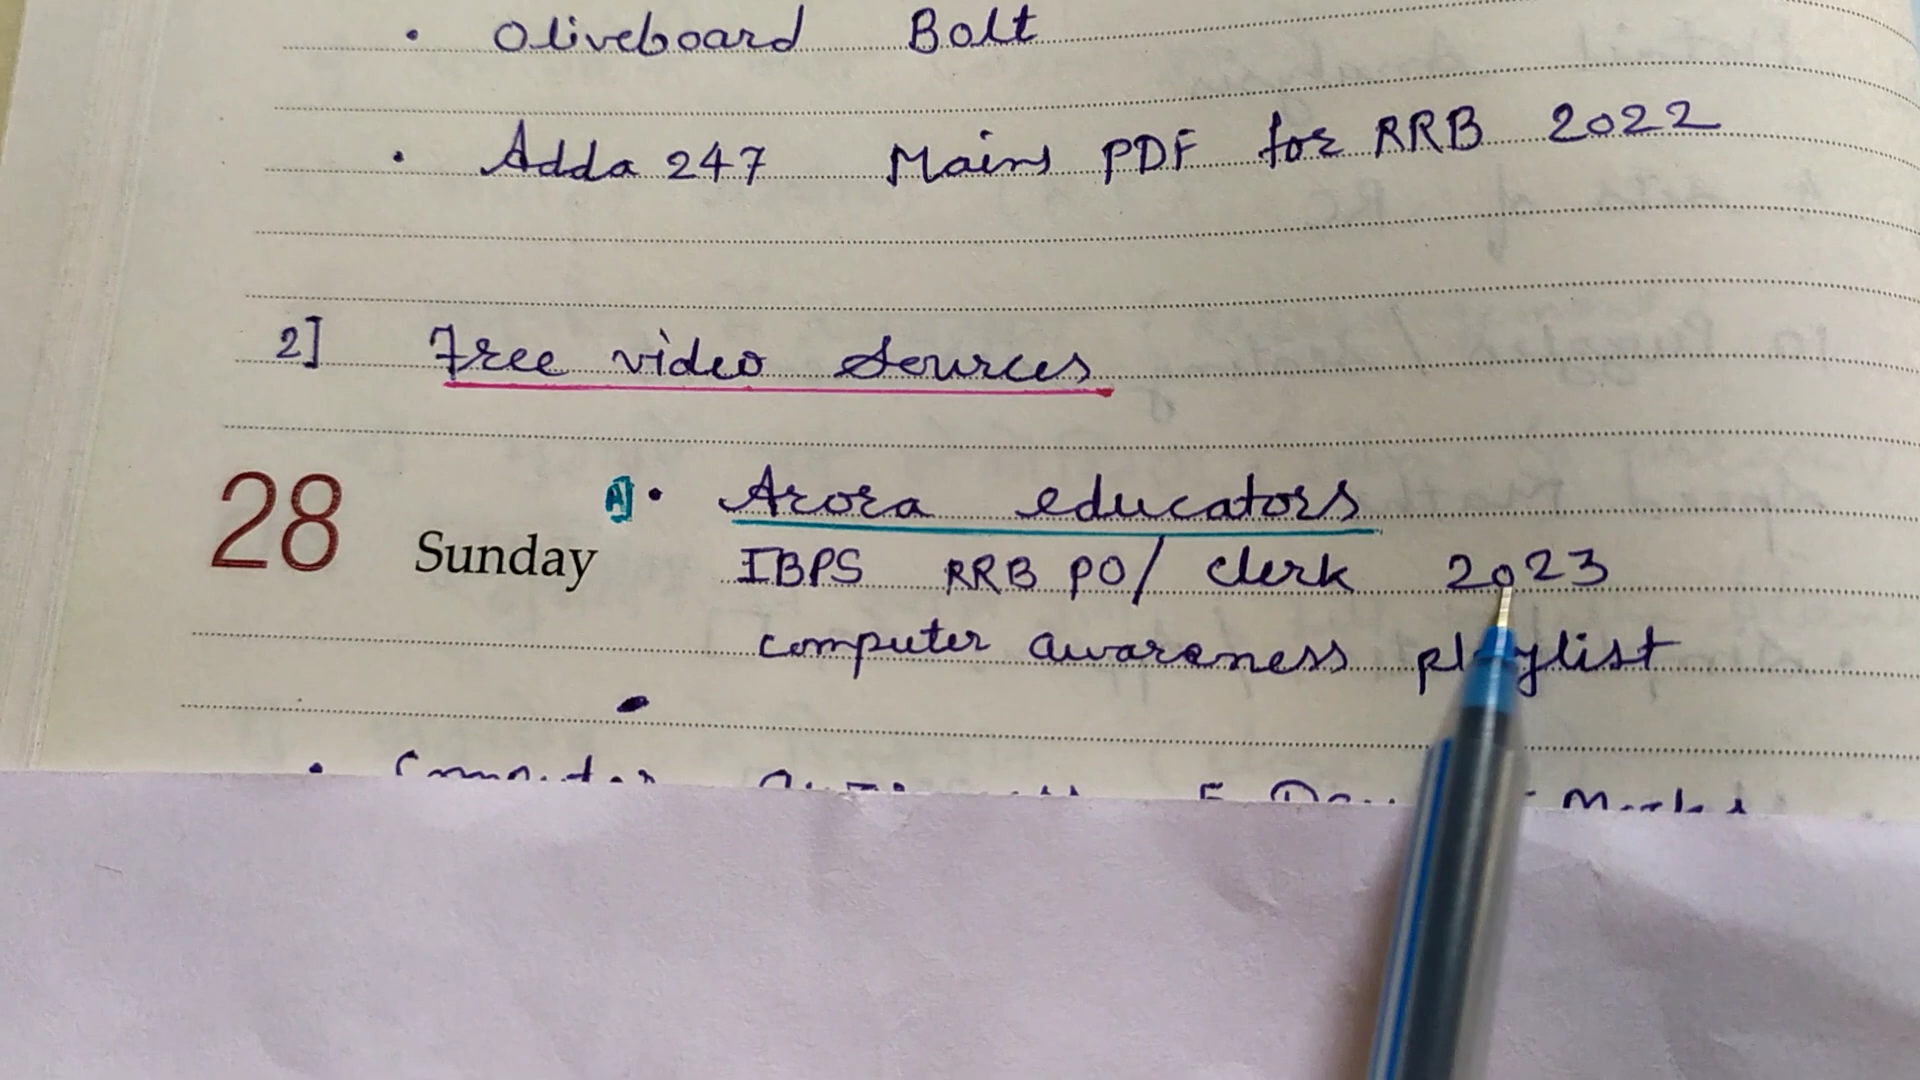 • Oliveboard Bolt
• Adda 247 Mains PDF for RRB 2022
2] Free video sources
A] • Arora educators
28 Sunday IBPS RRB PO/ Clerk 2023
computer awareness playlist